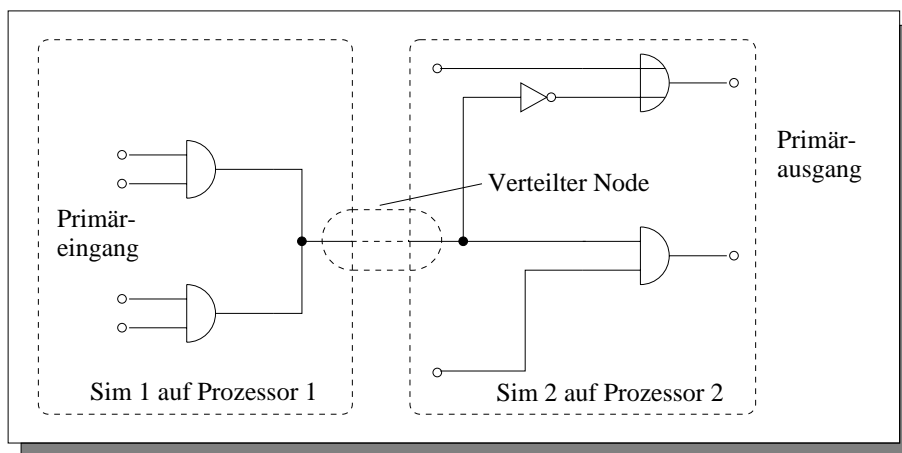 Primär-
ausgang
Verteilter Node
Primär-
eingang
Sim 1 auf Prozessor 1
Sim 2 auf Prozessor 2